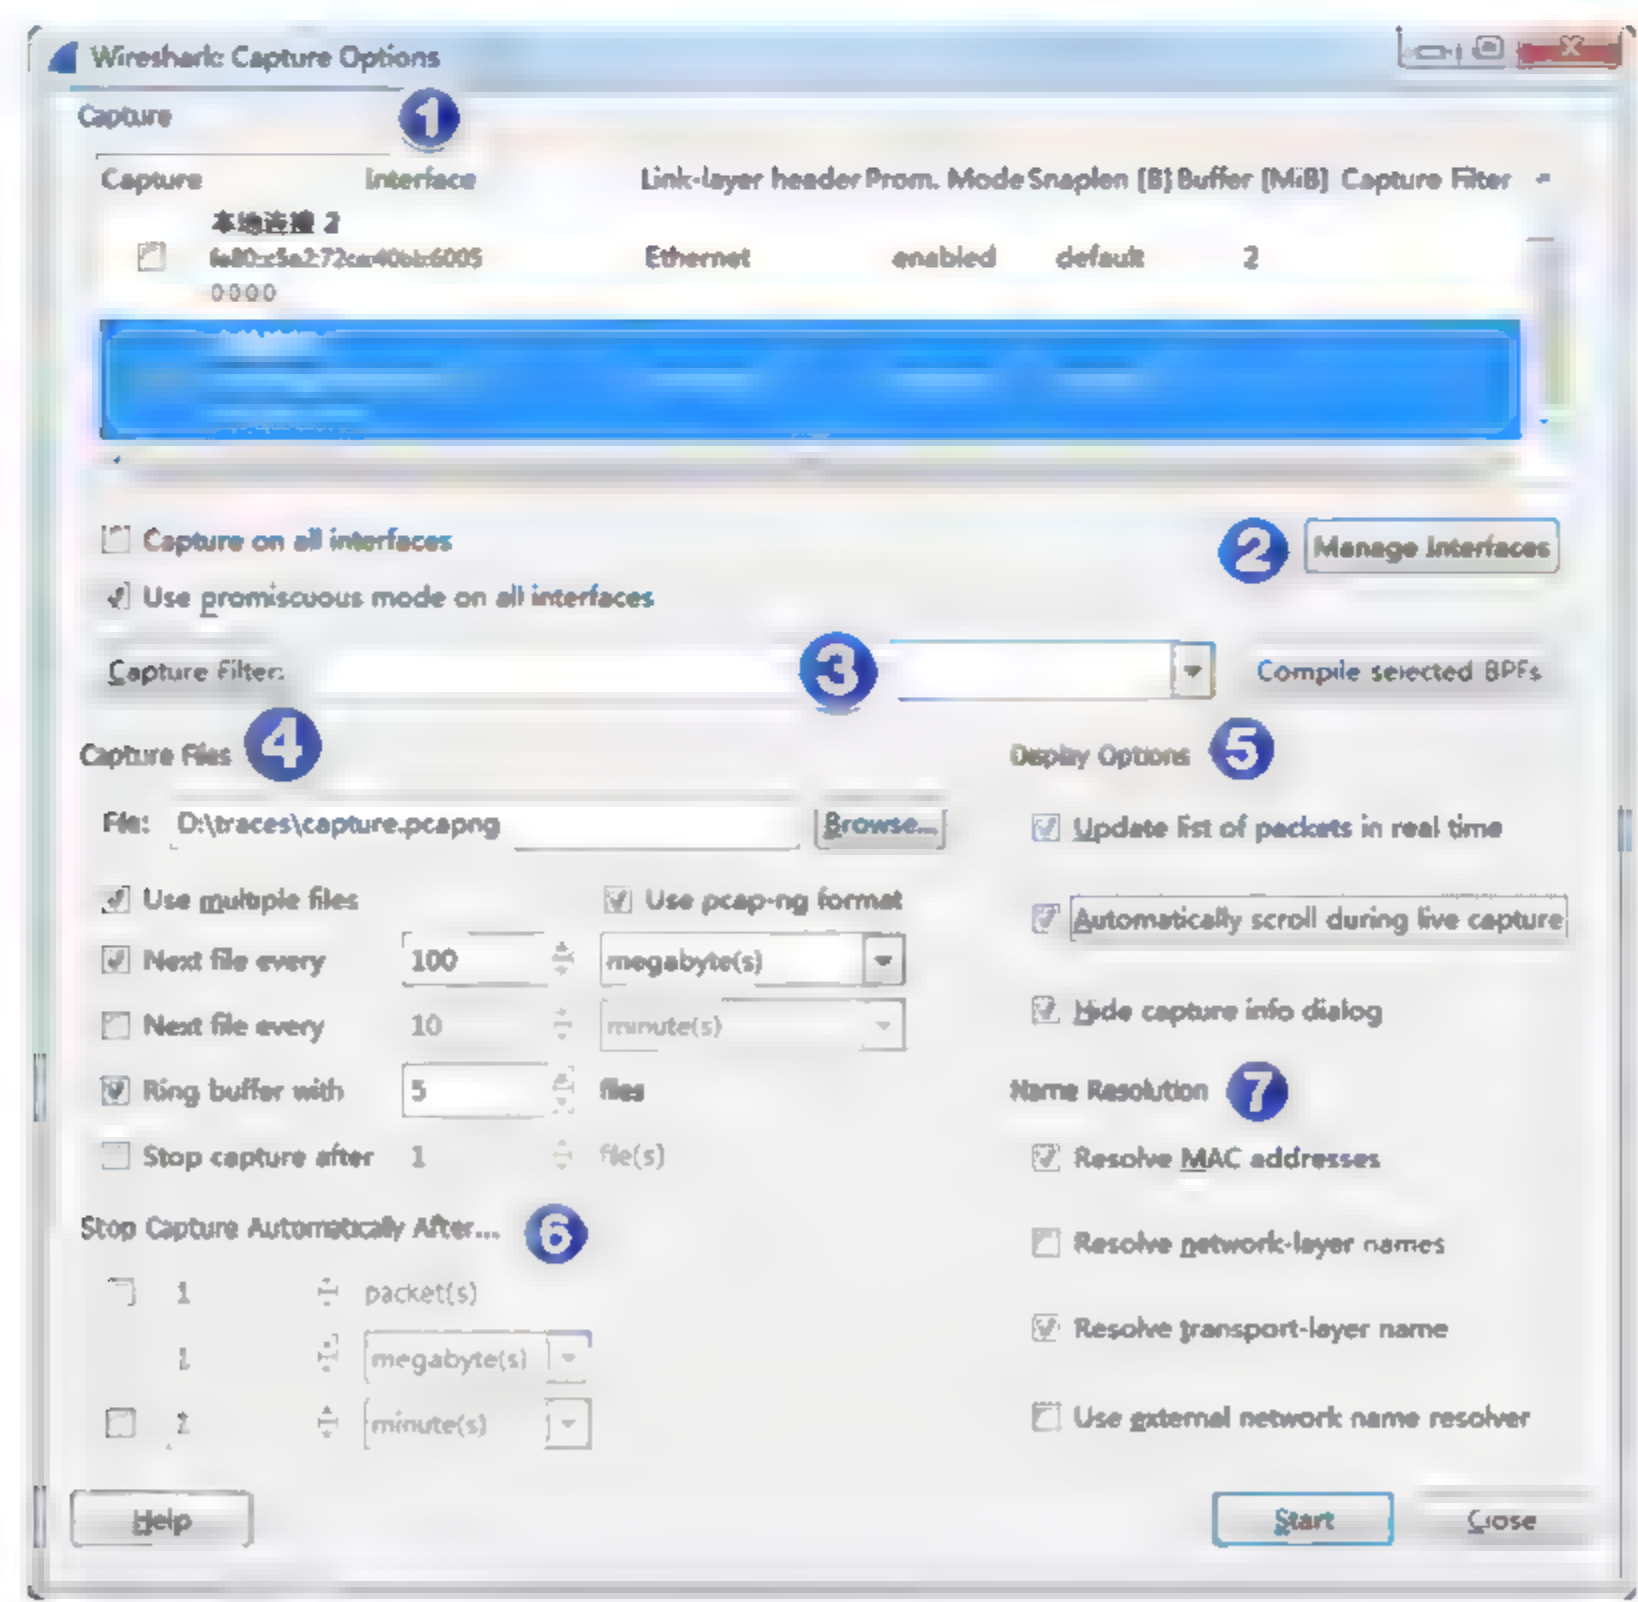 Wireshark: Capture Options
Capture
1
Capture Interface Link-layer header Prom. Mode Snaplen [B] Buffer [MiB] Capture Filter
本地连接 2
Ethernet enabled default 2
0000
Capture on all interfaces
2 Manage Interfaces
Use promiscuous mode on all interfaces
Capture Filter: 3 Compile selected BPFs
Capture Files 4
File: D:\traces\capture.pcapng Browse...
Use multiple files Use pcap-ng format
Next file every 100 megabyte(s)
Next file every 10 minute(s)
Ring buffer with 5 files
Stop capture after 1 file(s)
Stop Capture Automatically After... 6
1 packet(s)
1 megabyte(s)
1 minute(s)
Display Options 5
Update list of packets in real time
Automatically scroll during live capture
Hide capture info dialog
Name Resolution 7
Resolve MAC addresses
Resolve network-layer names
Resolve transport-layer name
Use external network name resolver
Help Start Close